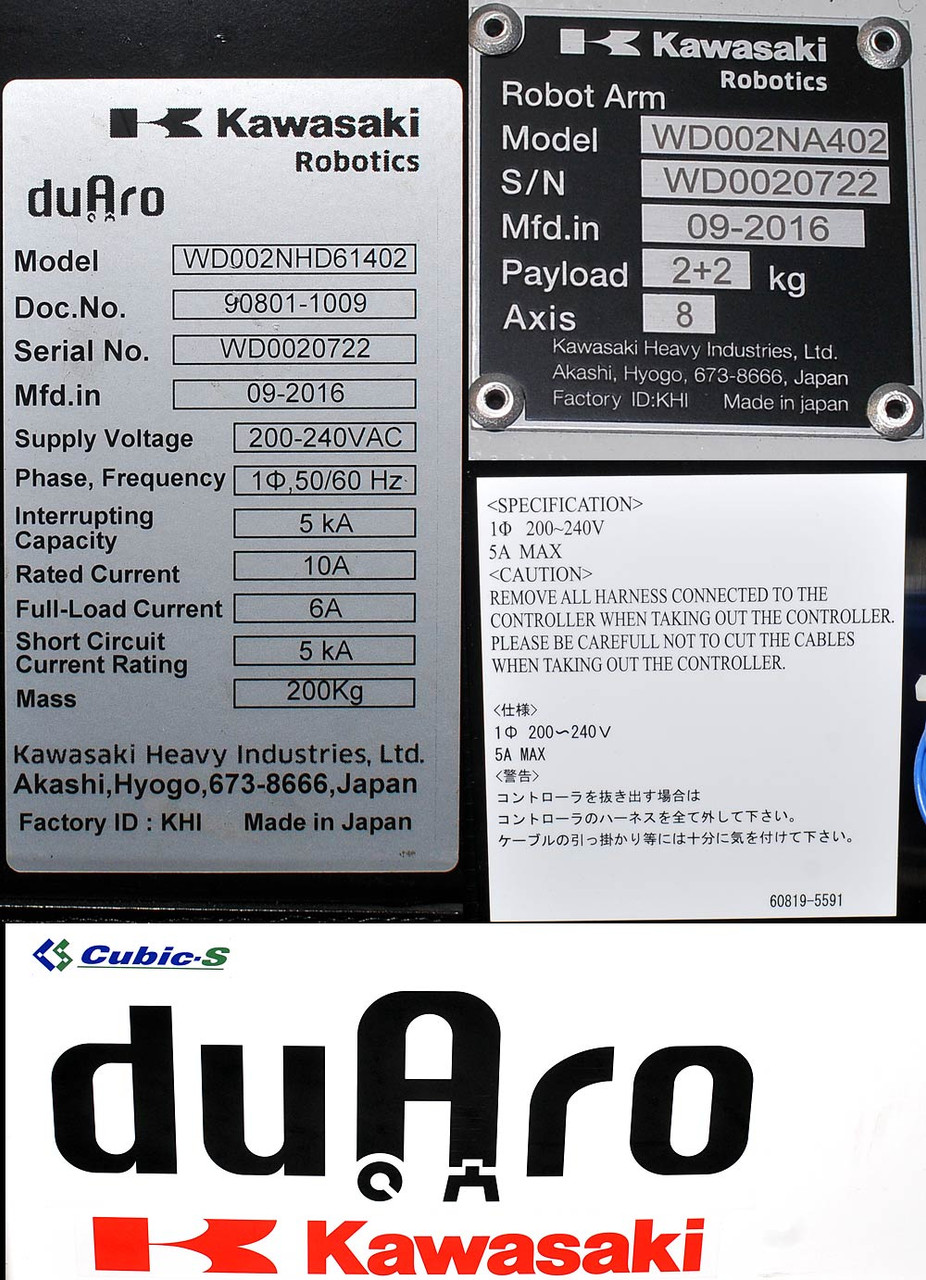 Kawasaki
Robotics
duAro
Model WD002NHD61402
Doc.No. 90801-1009
Serial No. WD0020722
Mfd.in 09-2016
Supply Voltage 200-240VAC
Phase, Frequency 1Φ,50/60 Hz
Interrupting
Capacity 5 kA
Rated Current 10A
Full-Load Current 6A
Short Circuit
Current Rating 5 kA
Mass 200Kg
Kawasaki Heavy Industries, Ltd.
Akashi,Hyogo,673-8666,Japan
Factory ID : KHI Made in Japan
Kawasaki
Robotics
Robot Arm
Model WD002NA402
S/N WD0020722
Mfd.in 09-2016
Payload 2+2 kg
Axis 8
Kawasaki Heavy Industries, Ltd.
Akashi, Hyogo, 673-8666, Japan
Factory ID:KHI Made in japan
<SPECIFICATION>
1Φ 200~240V
5A MAX
<CAUTION>
REMOVE ALL HARNESS CONNECTED TO THE
CONTROLLER WHEN TAKING OUT THE CONTROLLER.
PLEASE BE CAREFULL NOT TO CUT THE CABLES
WHEN TAKING OUT THE CONTROLLER.
〈仕様〉
1Φ 200〜240V
5A MAX
〈警告〉
コントローラを抜き出す場合は
コントローラのハーネスを全て外して下さい。
ケーブルの引っ掛かり等には十分に気を付けて下さい。
60819-5591
Cubic-S
duAro
Kawasaki